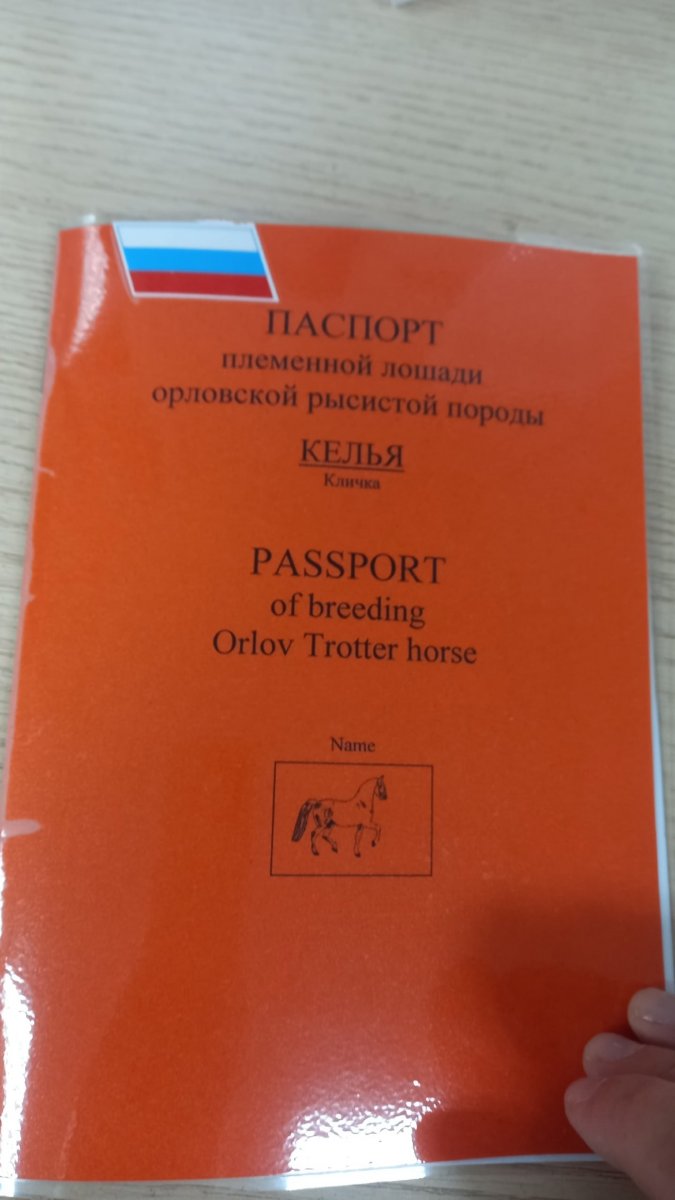 ПАСПОРТ
племенной лошади
орловской рысистой породы
КЕЛЬЯ
Кличка
PASSPORT
of breeding
Orlov Trotter horse
Name